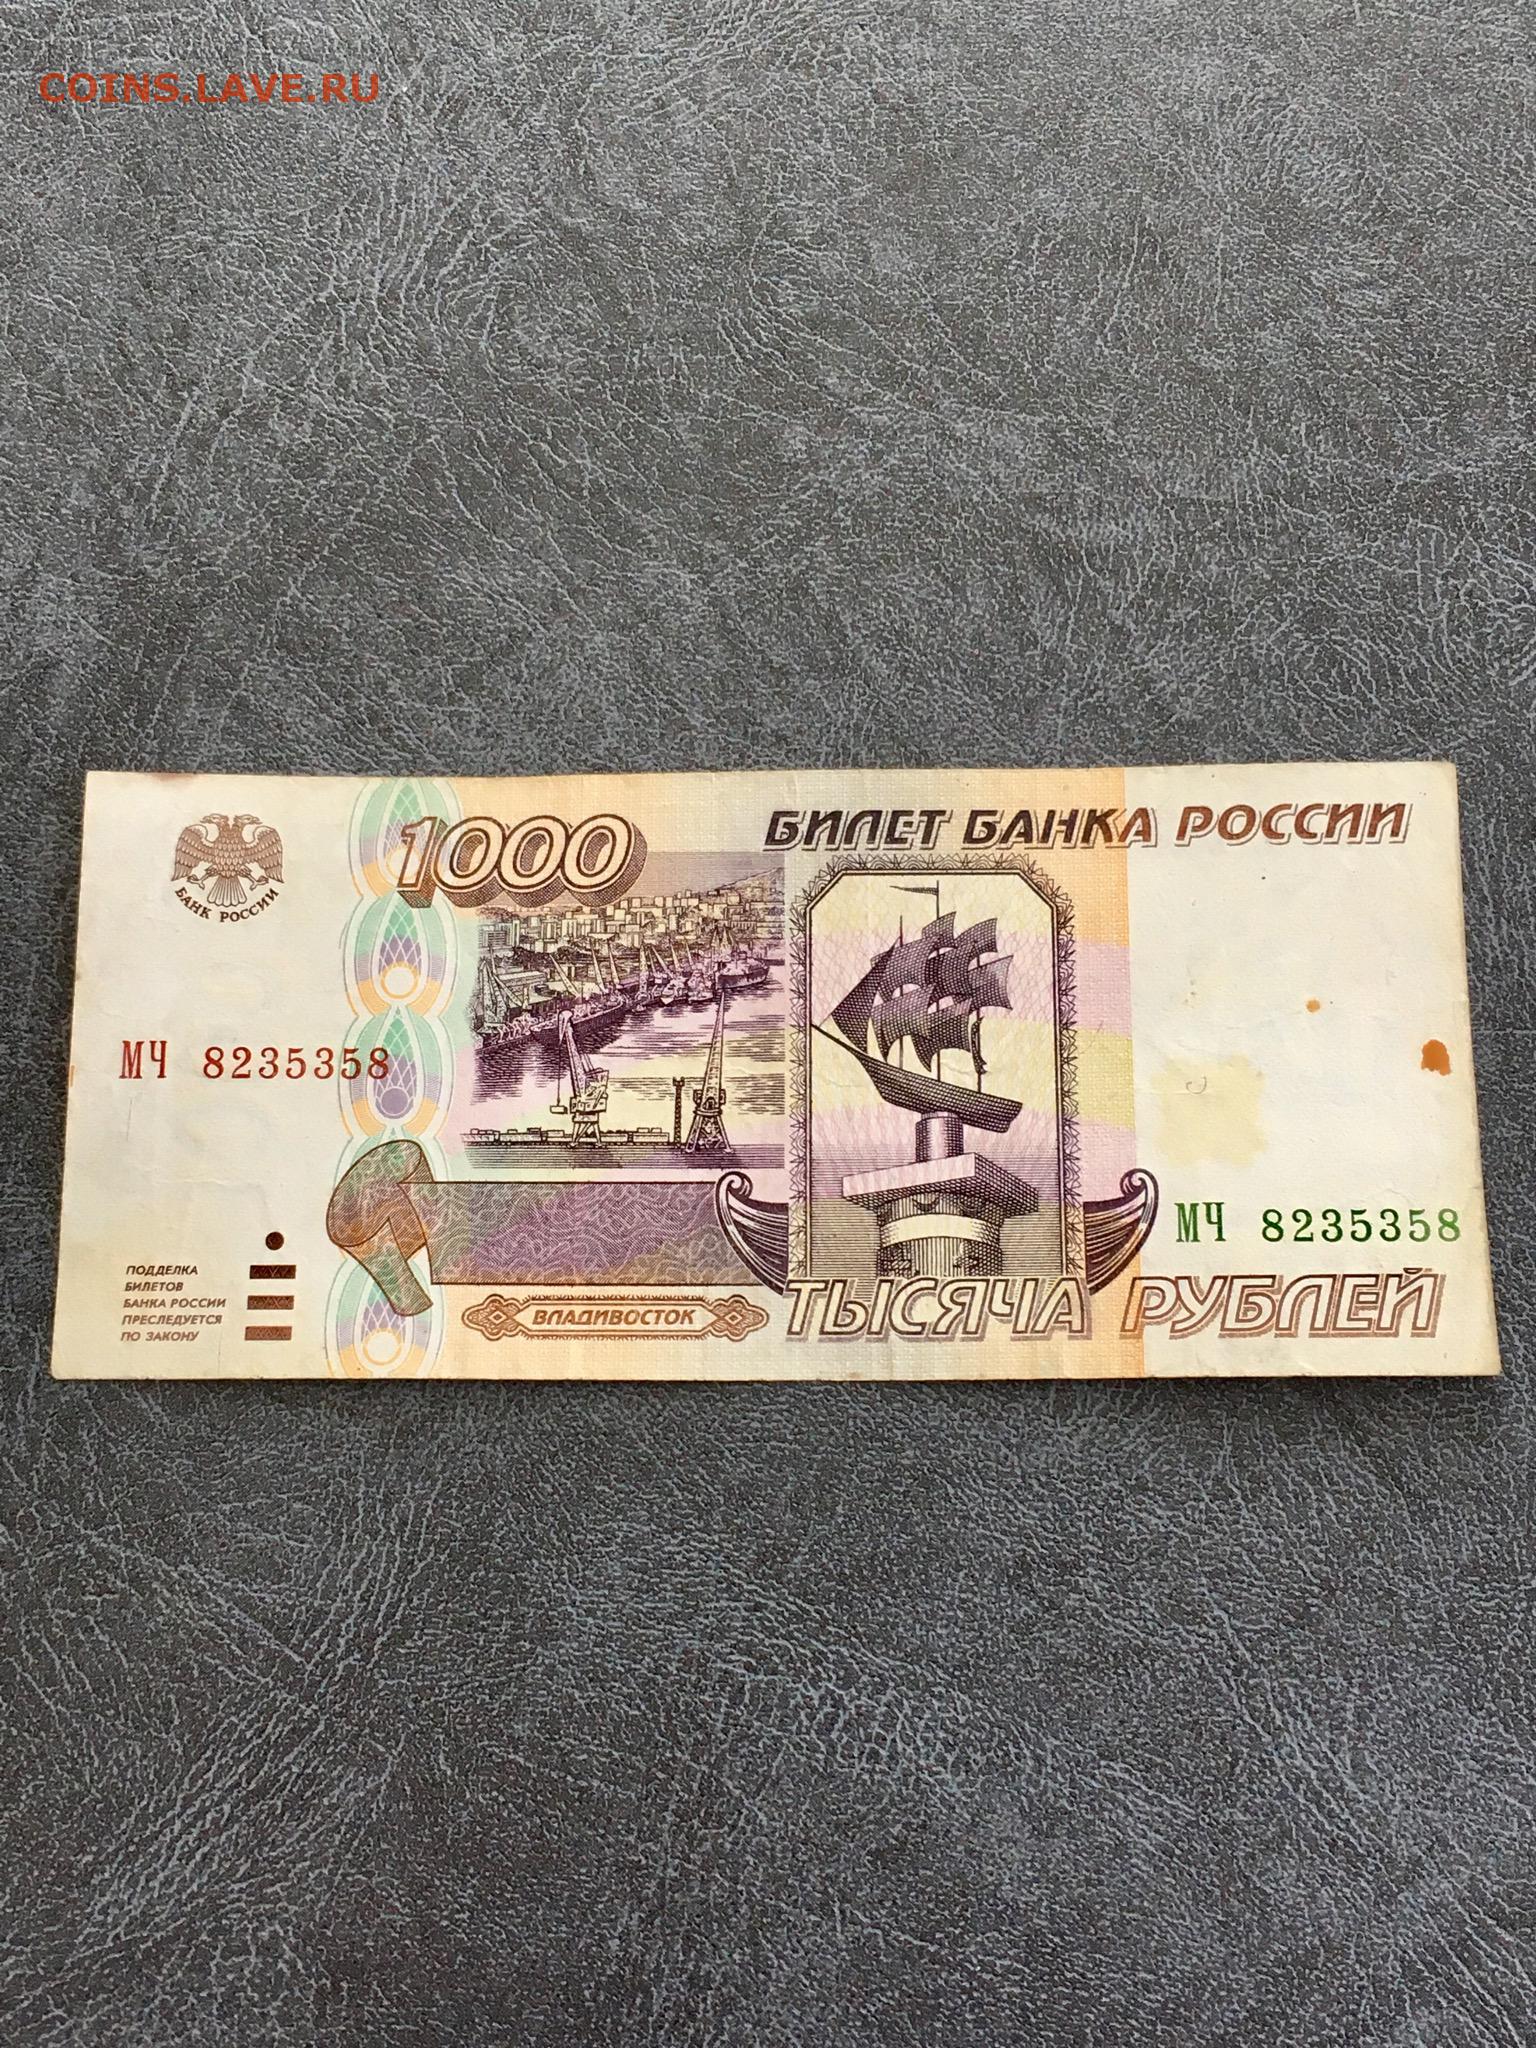 COINS.LAVE.RU
1000
БИЛЕТ БАНКА РОССИИ
БАНК РОССИИ
МЧ 8235358
МЧ 8235358
ПОДДЕЛКА
БИЛЕТОВ
БАНКА РОССИИ
ПРЕСЛЕДУЕТСЯ
ПО ЗАКОНУ
ВЛАДИВОСТОК
ТЫСЯЧА РУБЛЕЙ